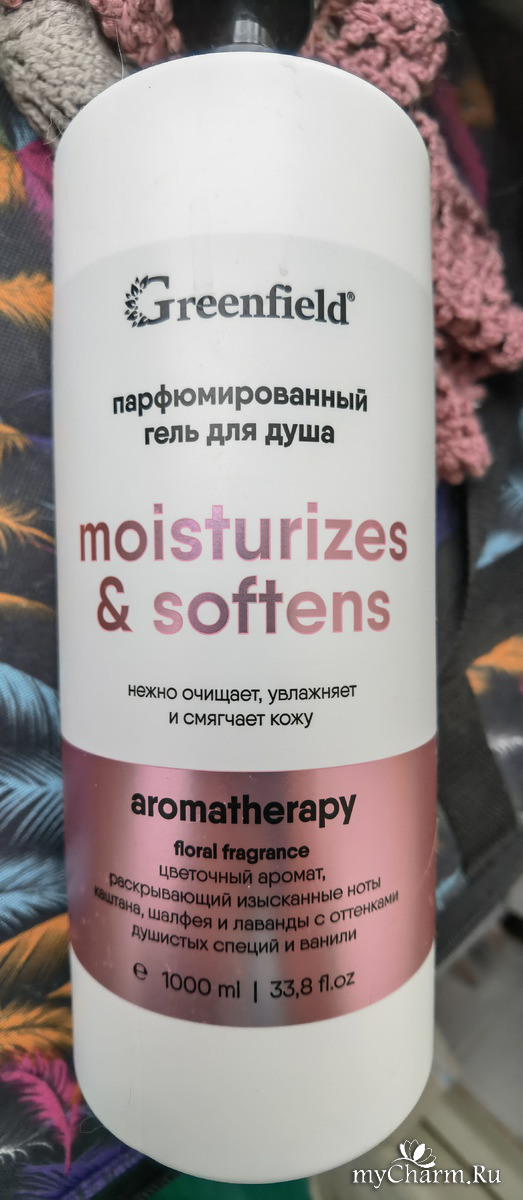 Greenfield®
парфюмированный
гель для душа
moisturizes
& softens
нежно очищает, увлажняет
и смягчает кожу
aromatherapy
floral fragrance
цветочный аромат,
раскрывающий изысканные ноты
каштана, шалфея и лаванды с оттенками
душистых специй и ванили
℮ 1000 ml | 33,8 fl.oz
myCharm.Ru